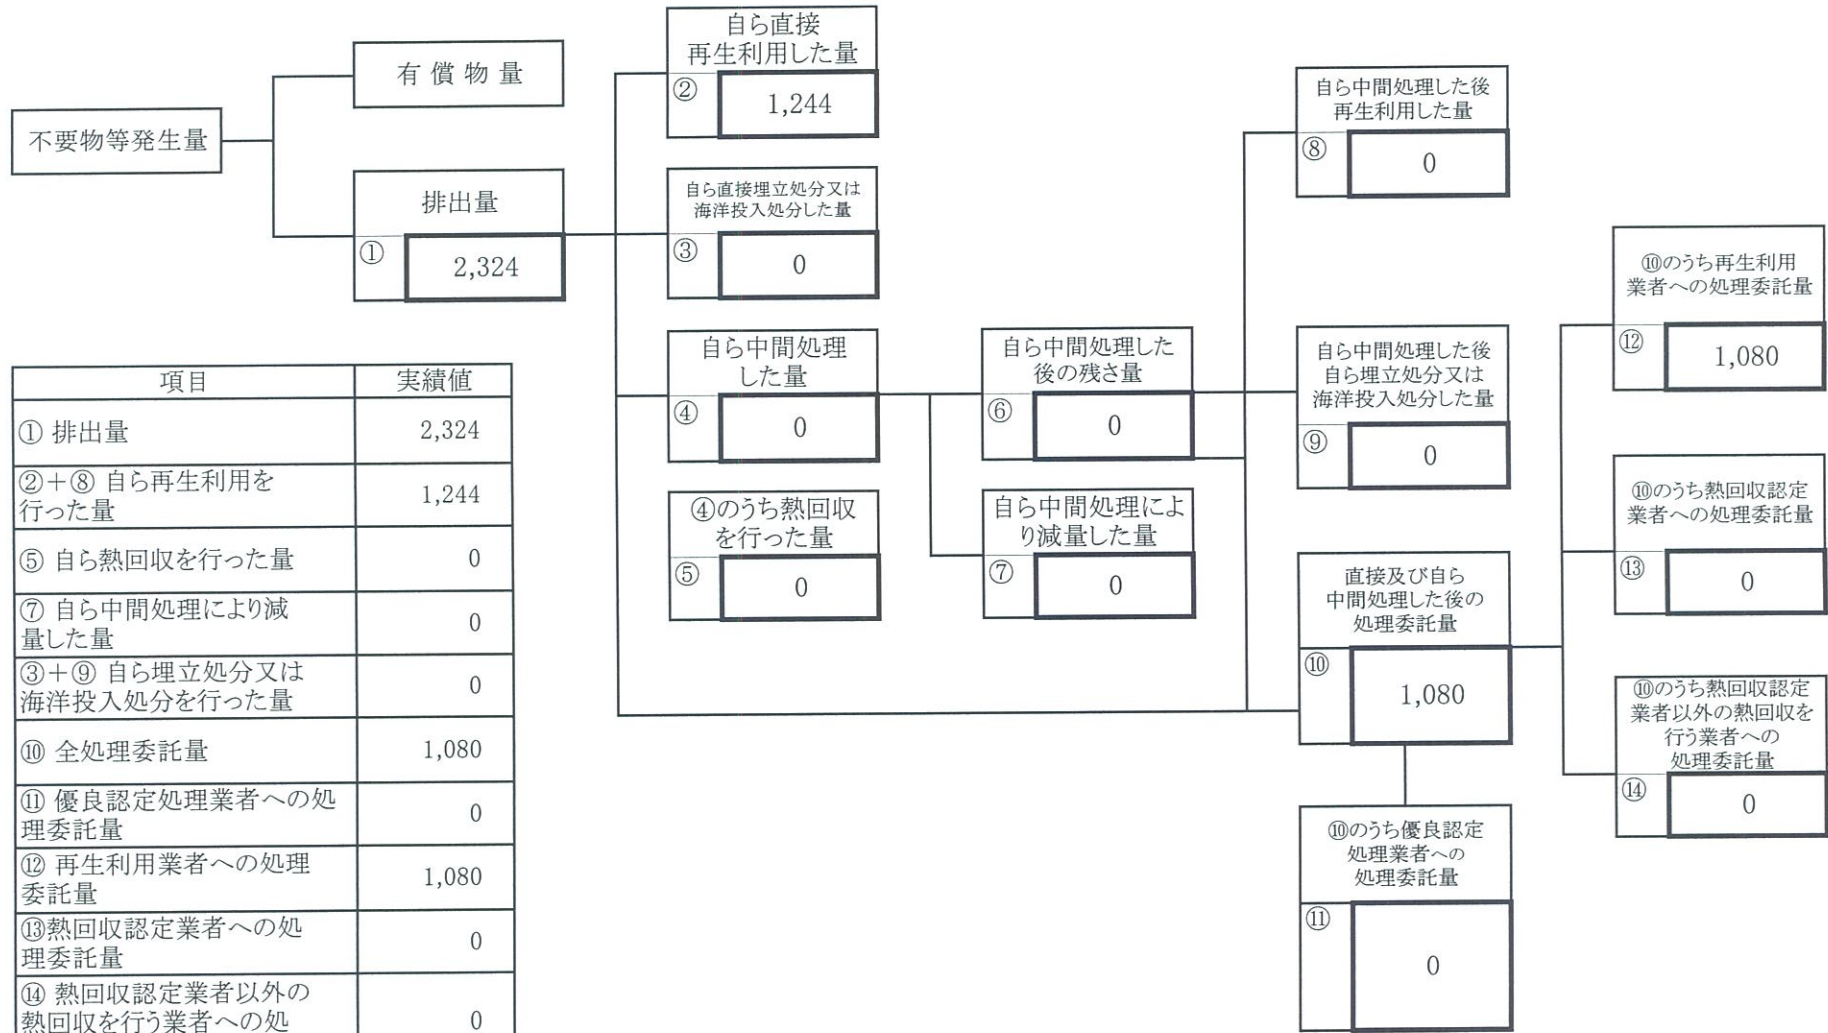 不要物等発生量
有償物量
排出量
①
2,324
自ら直接
再生利用した量
②
1,244
自ら直接埋立処分又は
海洋投入処分した量
③
0
自ら中間処理
した量
④
0
④のうち熱回収
を行った量
⑤
0
自ら中間処理した
後の残さ量
⑥
0
自ら中間処理によ
り減量した量
⑦
0
自ら中間処理した後
再生利用した量
⑧
0
自ら中間処理した後
自ら埋立処分又は
海洋投入処分した量
⑨
0
直接及び自ら
中間処理した後の
処理委託量
⑩
1,080
⑩のうち優良認定
処理業者への
処理委託量
⑪
0
⑩のうち再生利用
業者への処理委託量
⑫
1,080
⑩のうち熱回収認定
業者への処理委託量
⑬
0
⑩のうち熱回収認定
業者以外の熱回収を
行う業者への
処理委託量
⑭
0
項目 実績値
① 排出量 2,324
②+⑧ 自ら再生利用を
行った量 1,244
⑤ 自ら熱回収を行った量 0
⑦ 自ら中間処理により減
量した量 0
③+⑨ 自ら埋立処分又は
海洋投入処分を行った量 0
⑩ 全処理委託量 1,080
⑪ 優良認定処理業者への処
理委託量 0
⑫ 再生利用業者への処理
委託量 1,080
⑬熱回収認定業者への処
理委託量 0
⑭ 熱回収認定業者以外の
熱回収を行う業者への処 0